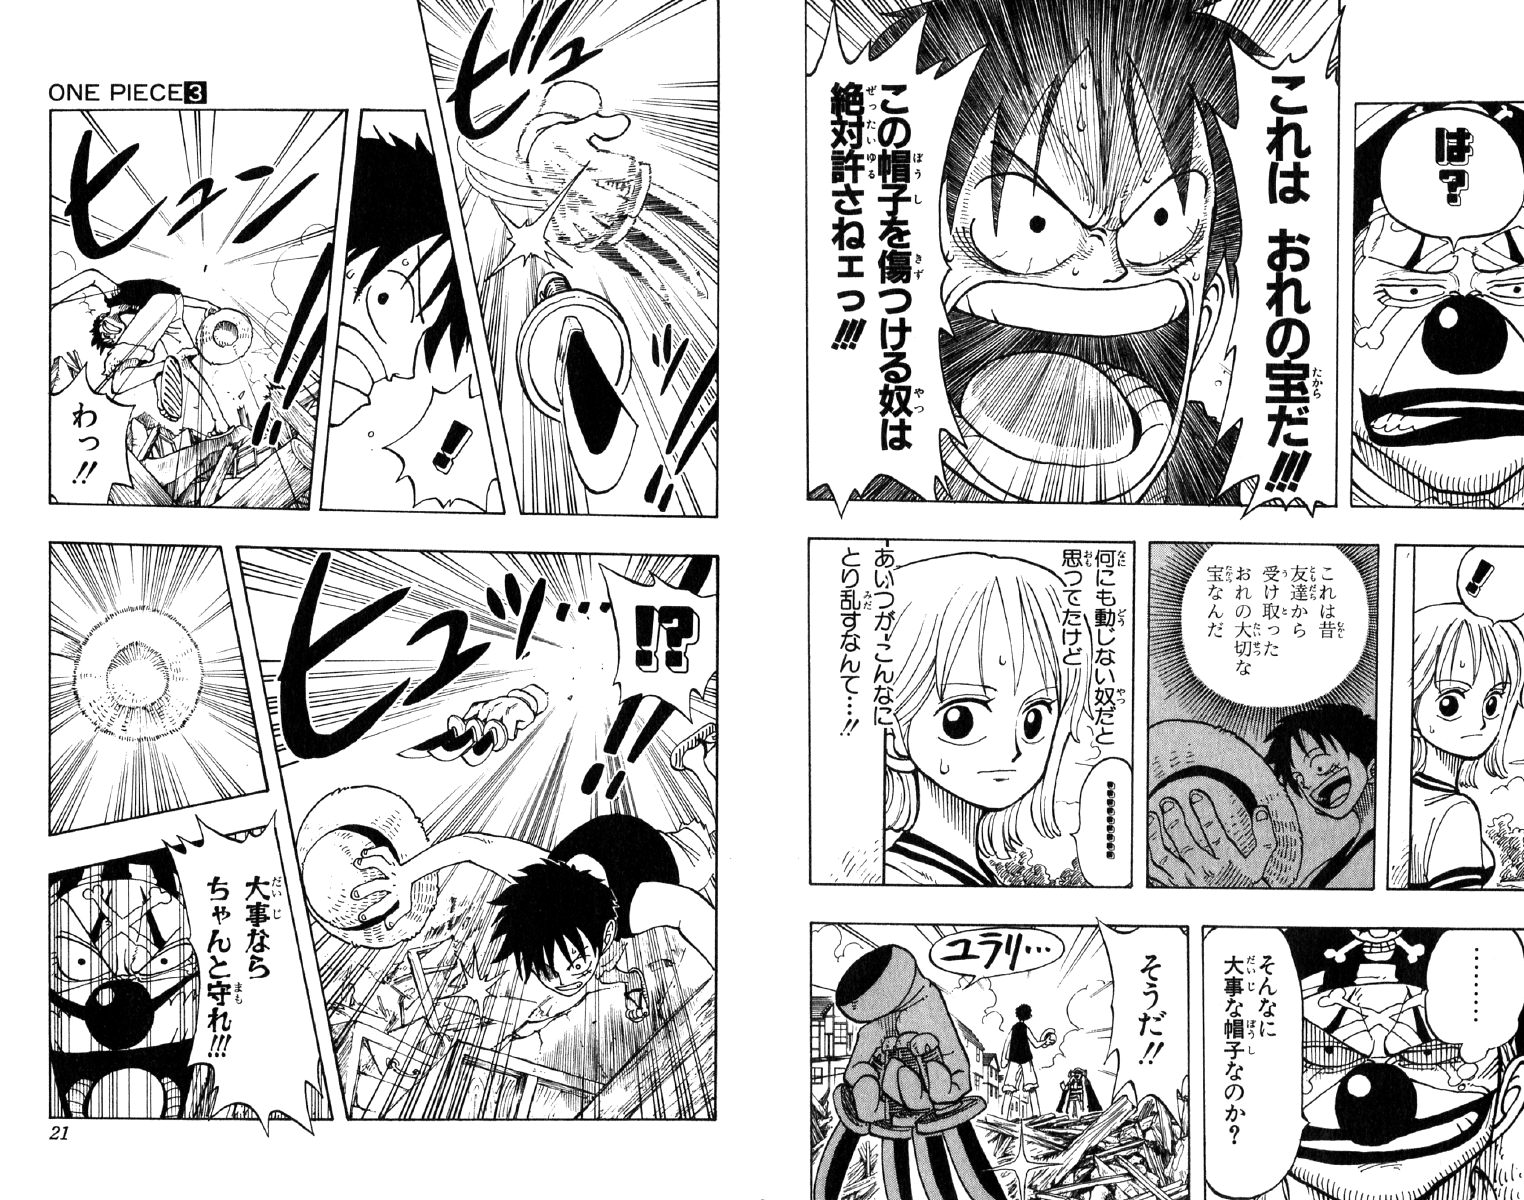 は?
これは おれの宝だ!!!
この帽子を傷つける奴は
絶対許さねェっ!!!
!
これは昔
友達から
受け取った
おれの大切な
宝なんだ
何にも動じない奴だと
思ってたけど
あいつが こんなに
とり乱すなんて…!!
………
………
そんなに
大事な帽子なのか?
そうだ!!
ユラリ…
ONE PIECE 3
ビュッ
!
ヒュン!!
わっ!!
!?
ヒュッ…!!
大事なら
ちゃんと守れ!!!
21